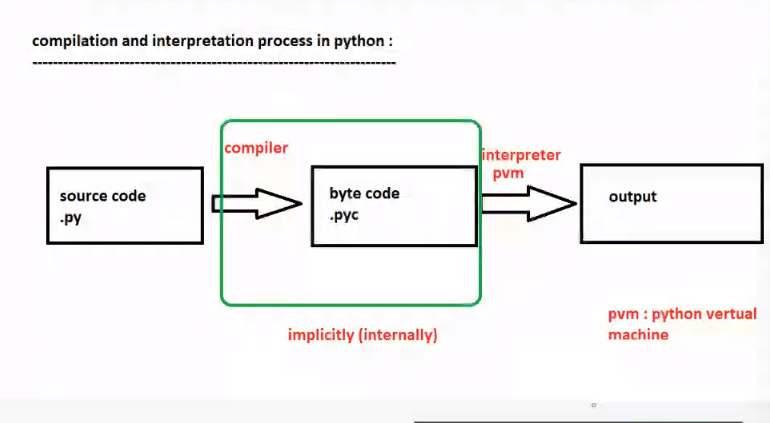 compilation and interpretation process in python :
compiler
interpreter
pvm
source code
.py
byte code
.pyc
output
implicitly (internally)
pvm : python vertual
machine